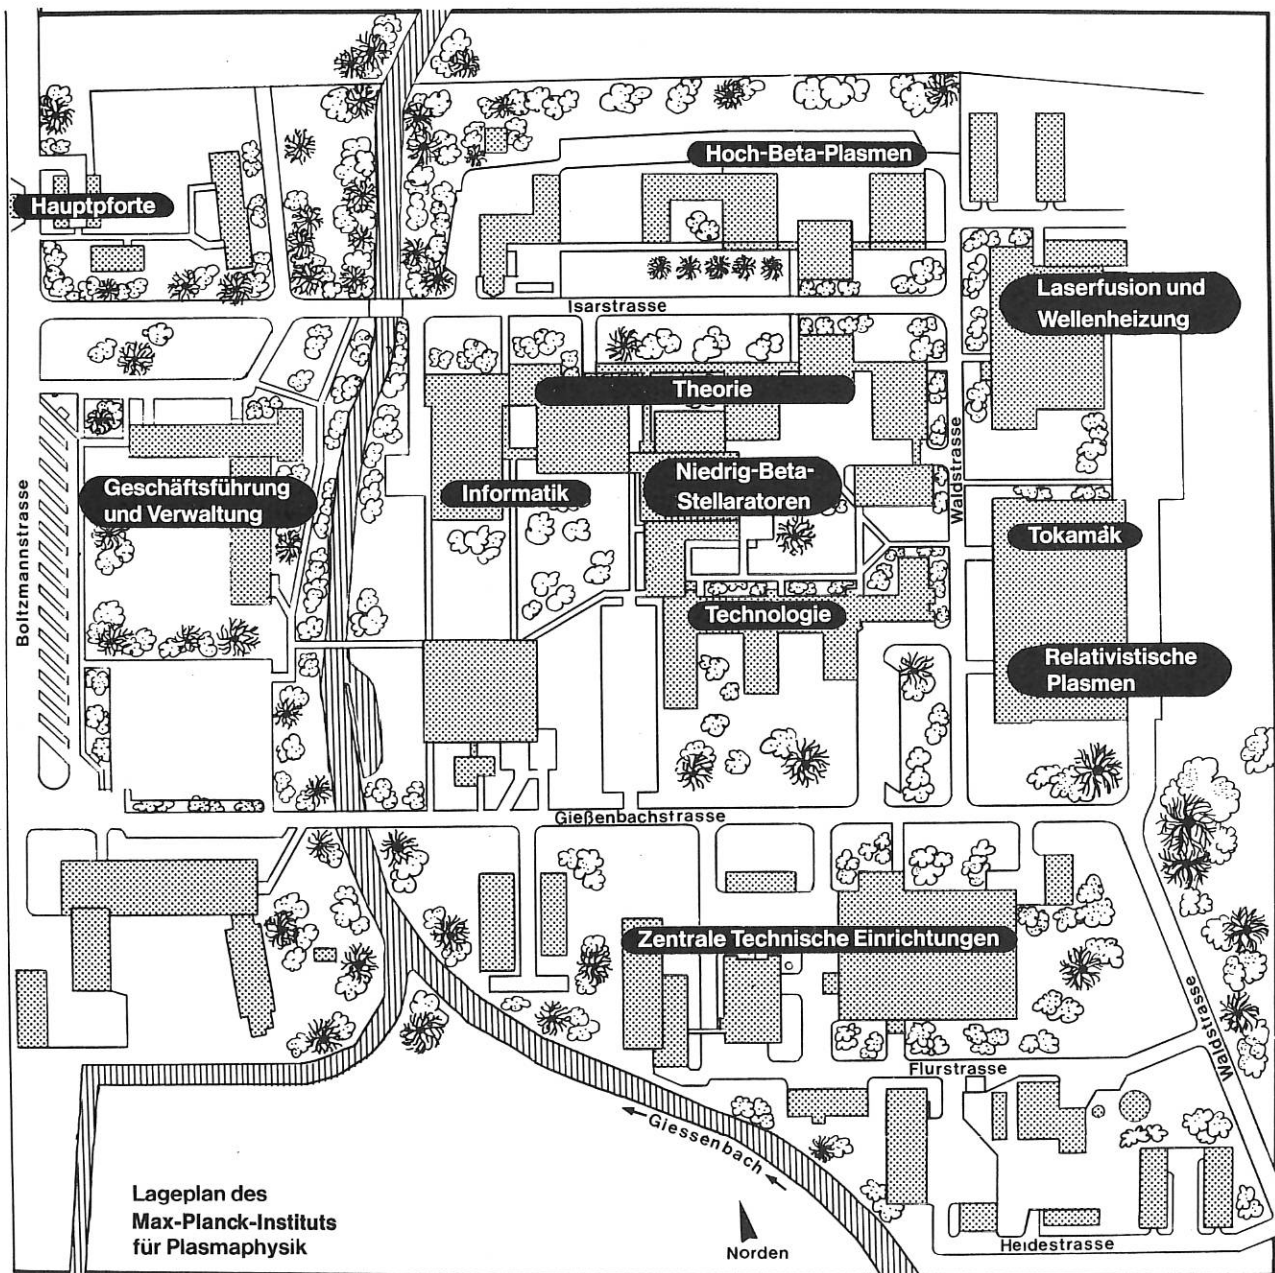 Hoch-Beta-Plasmen
Hauptpforte
Laserfusion und
Wellenheizung
Isarstrasse
Theorie
Waldstrasse
Geschäftsführung
und Verwaltung
Informatik
Niedrig-Beta-
Stellaratoren
Boltzmannstrasse
Tokamak
Technologie
Relativistische
Plasmen
Gießenbachstrasse
Zentrale Technische Einrichtungen
Waldstrasse
Flurstrasse
Giessenbach
Lageplan des
Max-Planck-Instituts
für Plasmaphysik
Norden
Heidestrasse